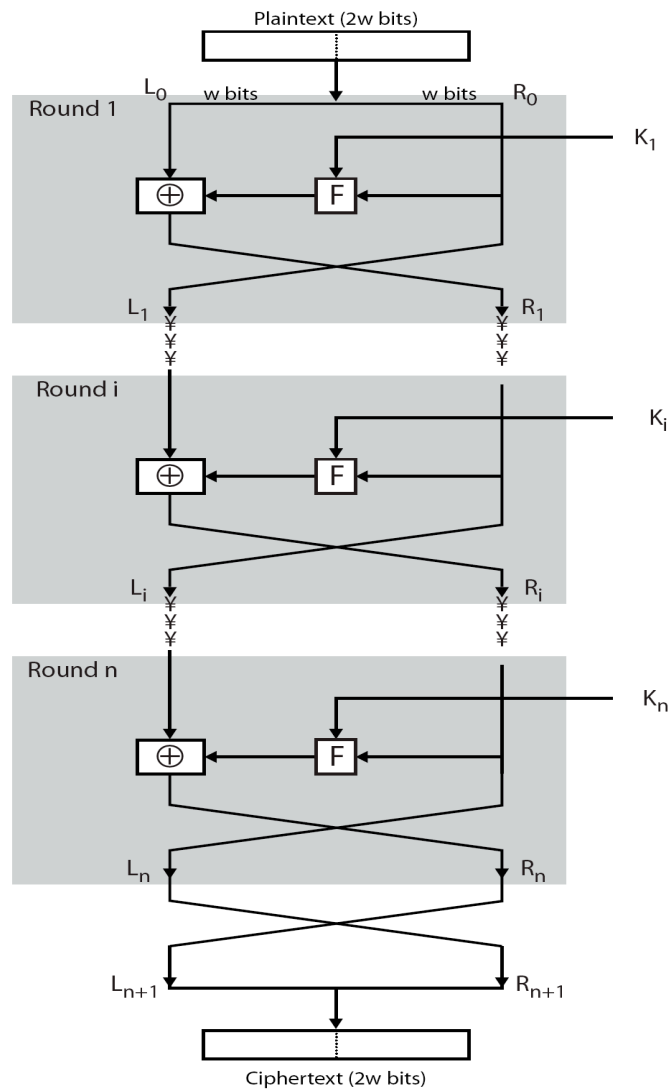 Plaintext (2w bits)
L0 w bits w bits R0
Round 1
K1
⊕ F
L1 R1
¥ ¥
¥ ¥
¥ ¥
Round i
Ki
⊕ F
Li Ri
¥ ¥
¥ ¥
¥ ¥
Round n
Kn
⊕ F
Ln Rn
Ln+1 Rn+1
Ciphertext (2w bits)